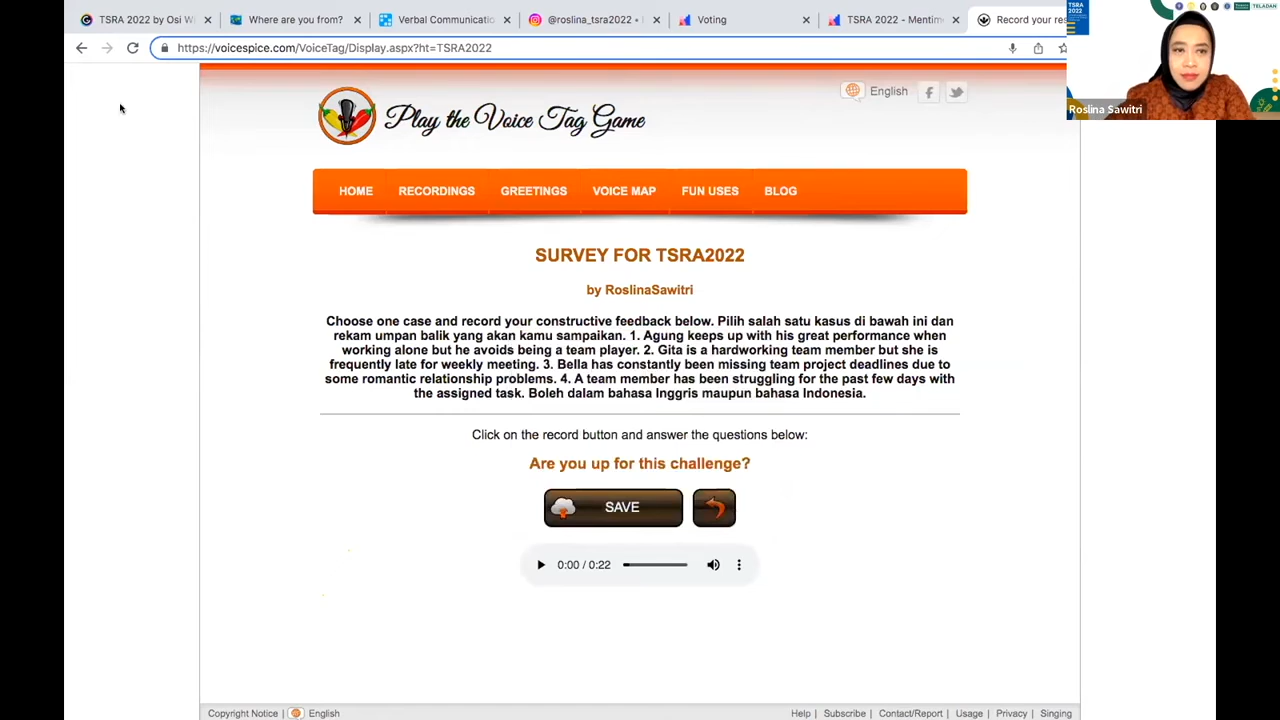 TSRA 2022 by Osi Wi
Where are you from?
Verbal Communicatio
@roslina_tsra2022 •
Voting
TSRA 2022 - Mentim
Record your re
https://voicespice.com/VoiceTag/Display.aspx?ht=TSRA2022
TSRA
2022
TELADAN
Roslina Sawitri
Play the Voice Tag Game
English
HOME
RECORDINGS
GREETINGS
VOICE MAP
FUN USES
BLOG
SURVEY FOR TSRA2022
by RoslinaSawitri
Choose one case and record your constructive feedback below. Pilih salah satu kasus di bawah ini dan
rekam umpan balik yang akan kamu sampaikan. 1. Agung keeps up with his great performance when
working alone but he avoids being a team player. 2. Gita is a hardworking team member but she is
frequently late for weekly meeting. 3. Bella has constantly been missing team project deadlines due to
some romantic relationship problems. 4. A team member has been struggling for the past few days with
the assigned task. Boleh dalam bahasa Inggris maupun bahasa Indonesia.
Click on the record button and answer the questions below:
Are you up for this challenge?
SAVE
0:00 / 0:22
Copyright Notice | English
Help | Subscribe | Contact/Report | Usage | Privacy | Singing